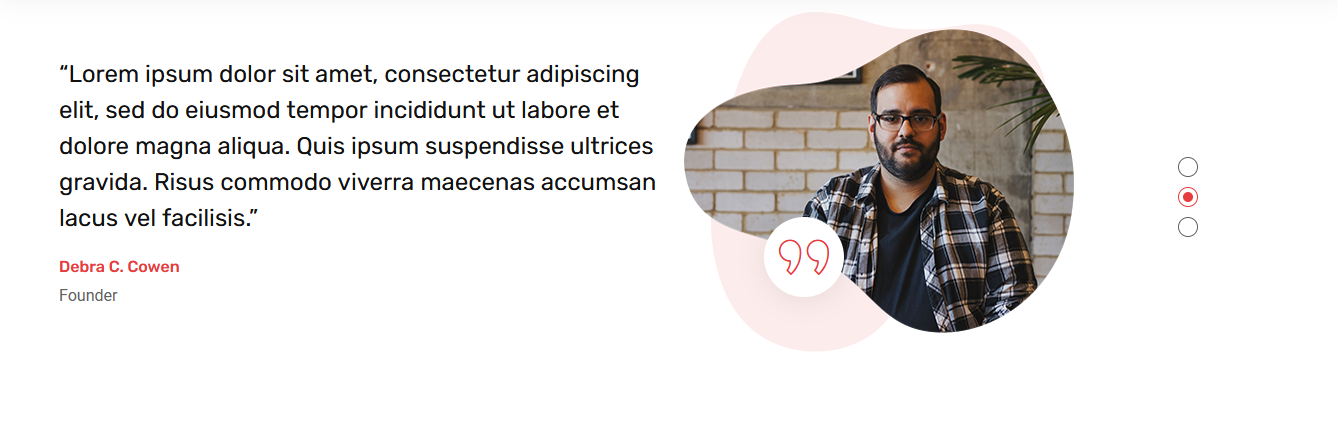 “Lorem ipsum dolor sit amet, consectetur adipiscing
elit, sed do eiusmod tempor incididunt ut labore et
dolore magna aliqua. Quis ipsum suspendisse ultrices
gravida. Risus commodo viverra maecenas accumsan
lacus vel facilisis.”
Debra C. Cowen
Founder